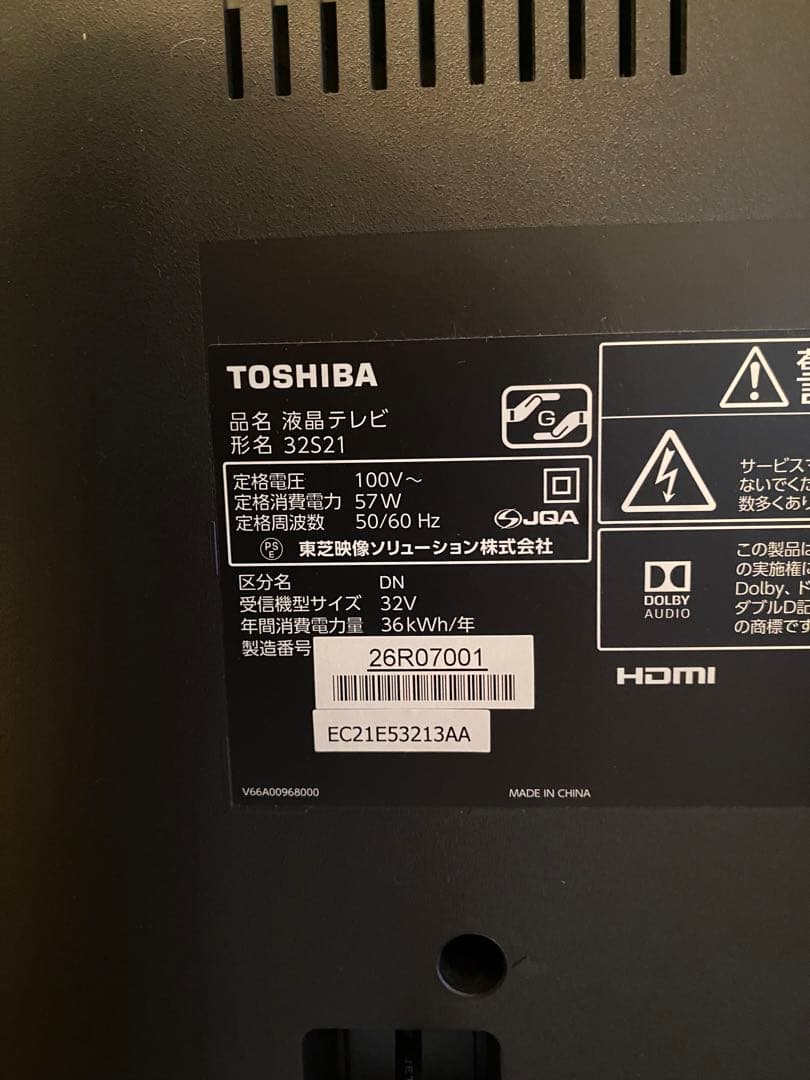 TOSHIBA
品名 液晶テレビ
形名 32S21
G
定格電圧 100V～
定格消費電力 57W
定格周波数 50/60 Hz
JQA
PS
E
東芝映像ソリューション株式会社
区分名 DN
受信機型サイズ 32V
年間消費電力量 36kWh/年
製造番号
26R07001
EC21E53213AA
V66A00968000
MADE IN CHINA
サービスマ
ないでくだ
数多くあり
DOLBY
AUDIO
この製品は
の実施権に
Dolby、ド
ダブルD記
の商標です
HDMI